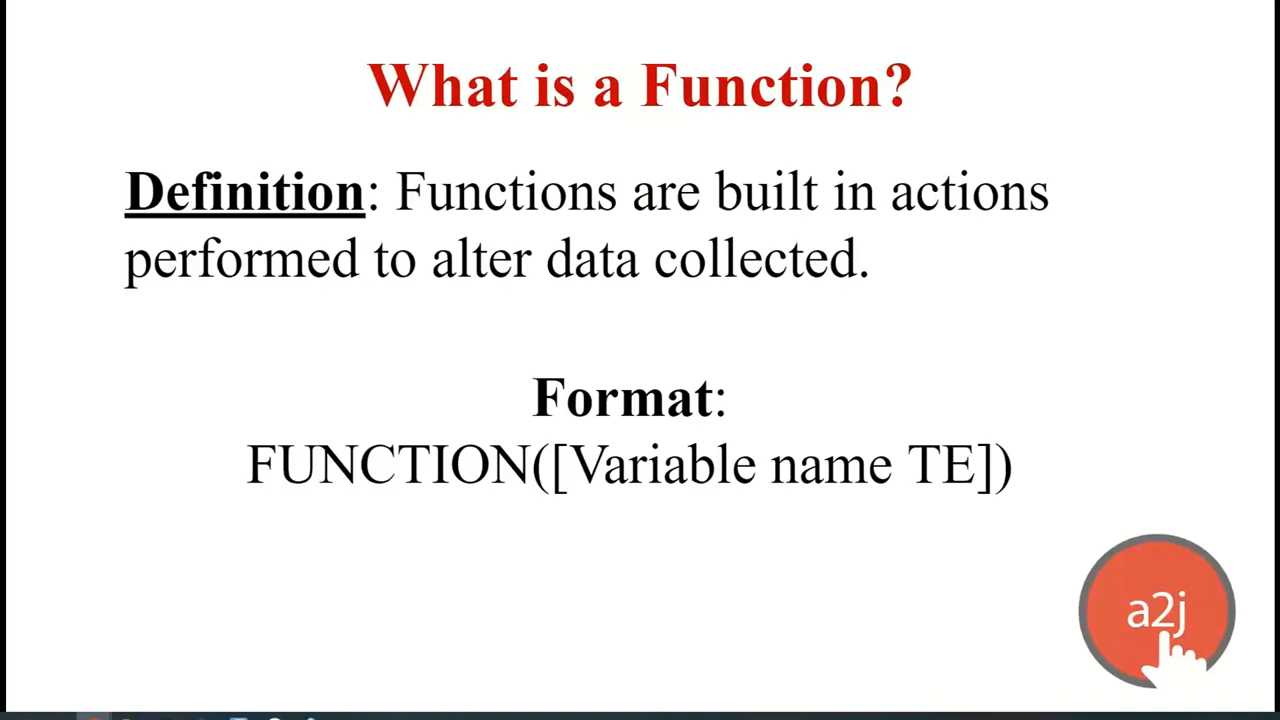 What is a Function?
Definition: Functions are built in actions
performed to alter data collected.
Format:
FUNCTION([Variable name TE])
a2j